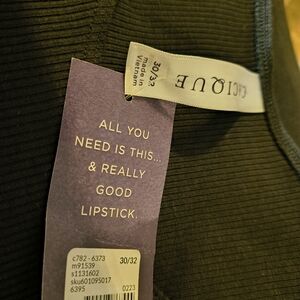 CACIQUE
30/32
made in
Vietnam
ALL YOU
NEED IS THIS...
& REALLY
GOOD
LIPSTICK.
c782 - 6373 30/32
m91539
s1131602
sku601095017
6395 0223